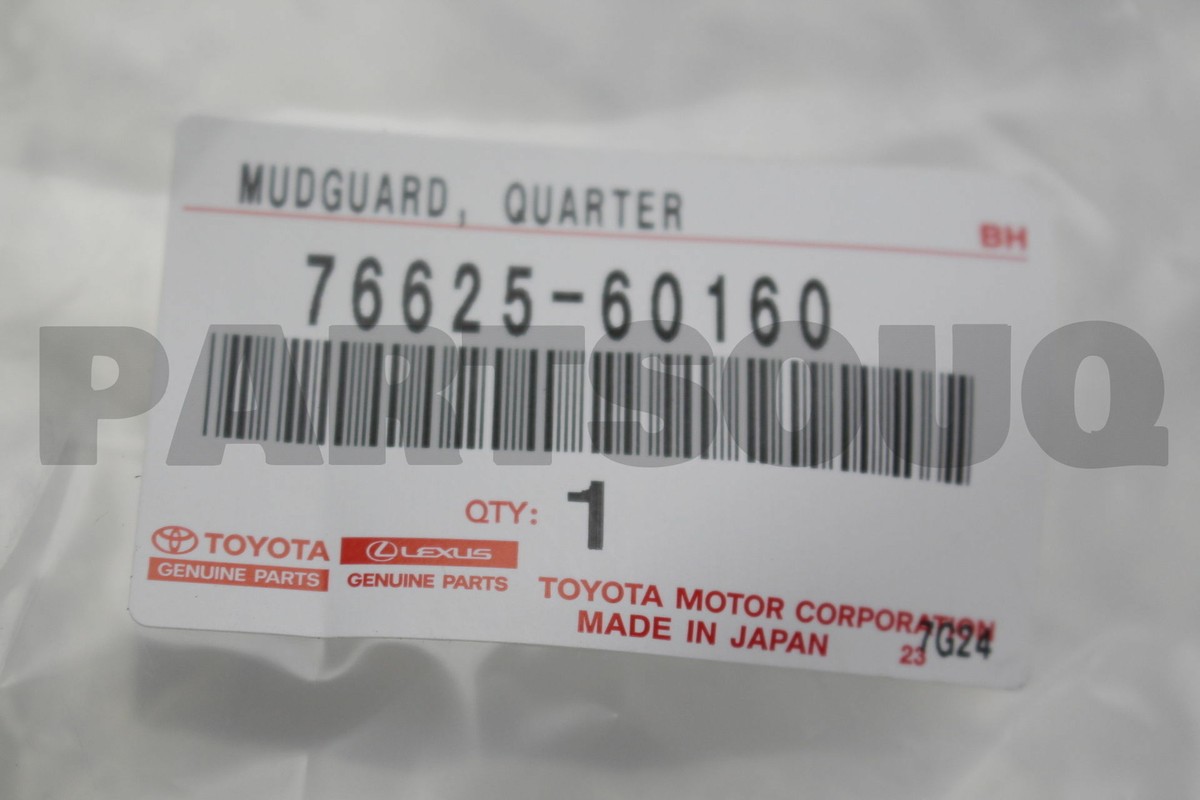 MUDGUARD, QUARTER
BH
76625-60160
PARTSOUQ
QTY: 1
TOYOTA
GENUINE PARTS
LEXUS
GENUINE PARTS
TOYOTA MOTOR CORPORATION
MADE IN JAPAN
23
7G24